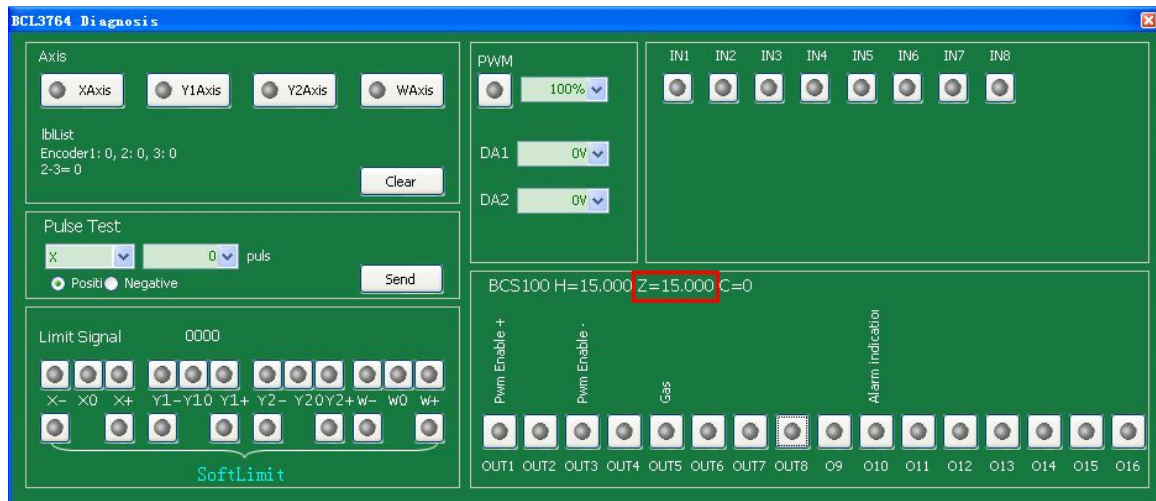 BCL3764 Diagnosis
Axis
XAxis Y1Axis Y2Axis WAxis
lblList
Encoder1: 0, 2: 0, 3: 0
2-3= 0
Clear
Pulse Test
X 0 puls
Positi Negative
Send
Limit Signal 0000
X- X0 X+ Y1- Y10 Y1+ Y2- Y20 Y2+ W- W0 W+
SoftLimit
PWM
100%
DA1 0V
DA2 0V
IN1 IN2 IN3 IN4 IN5 IN6 IN7 IN8
BCS100 H=15.000 Z=15.000 C=0
Pwm Enable +
Pwm Enable -
Gas
Alarm indication
OUT1 OUT2 OUT3 OUT4 OUT5 OUT6 OUT7 OUT8 O9 O10 O11 O12 O13 O14 O15 O16